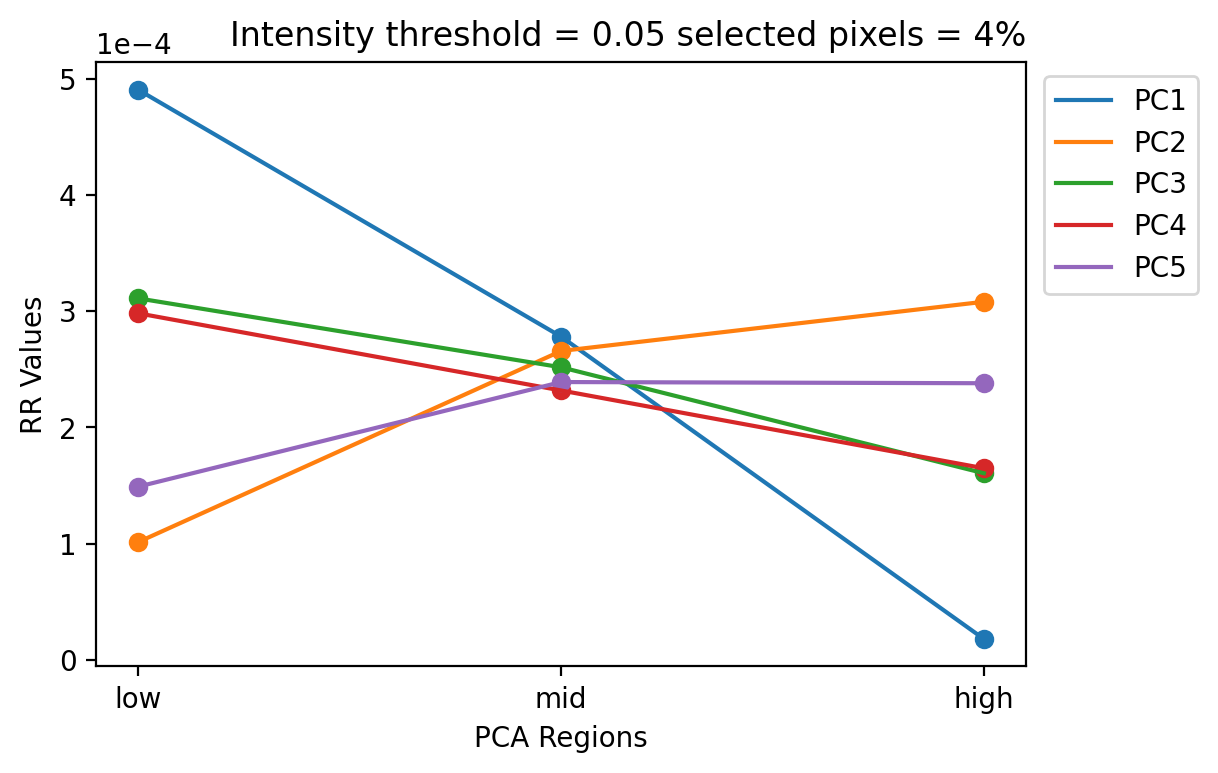 Intensity threshold = 0.05 selected pixels = 4%
1e−4
5
4
3
2
1
0
RR Values
low
mid
high
PCA Regions
PC1
PC2
PC3
PC4
PC5